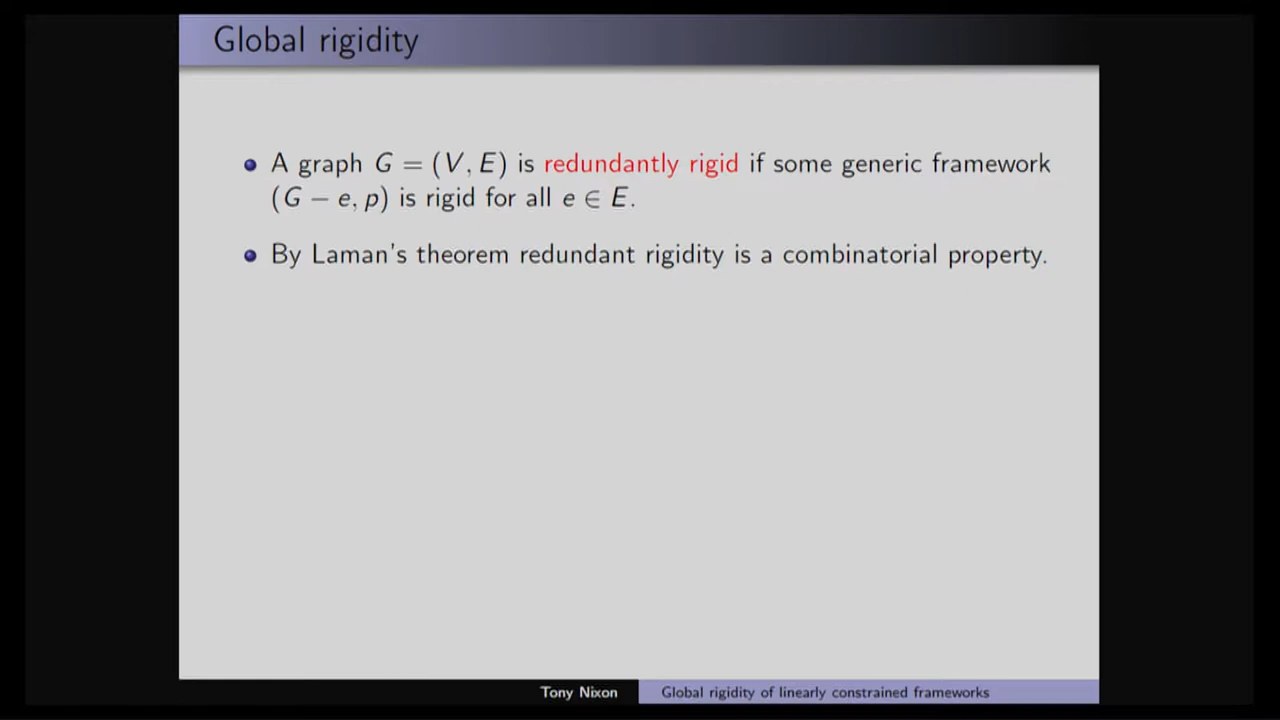 Global rigidity
A graph G = (V, E) is redundantly rigid if some generic framework
(G − e, p) is rigid for all e ∈ E.
By Laman's theorem redundant rigidity is a combinatorial property.
Tony Nixon
Global rigidity of linearly constrained frameworks